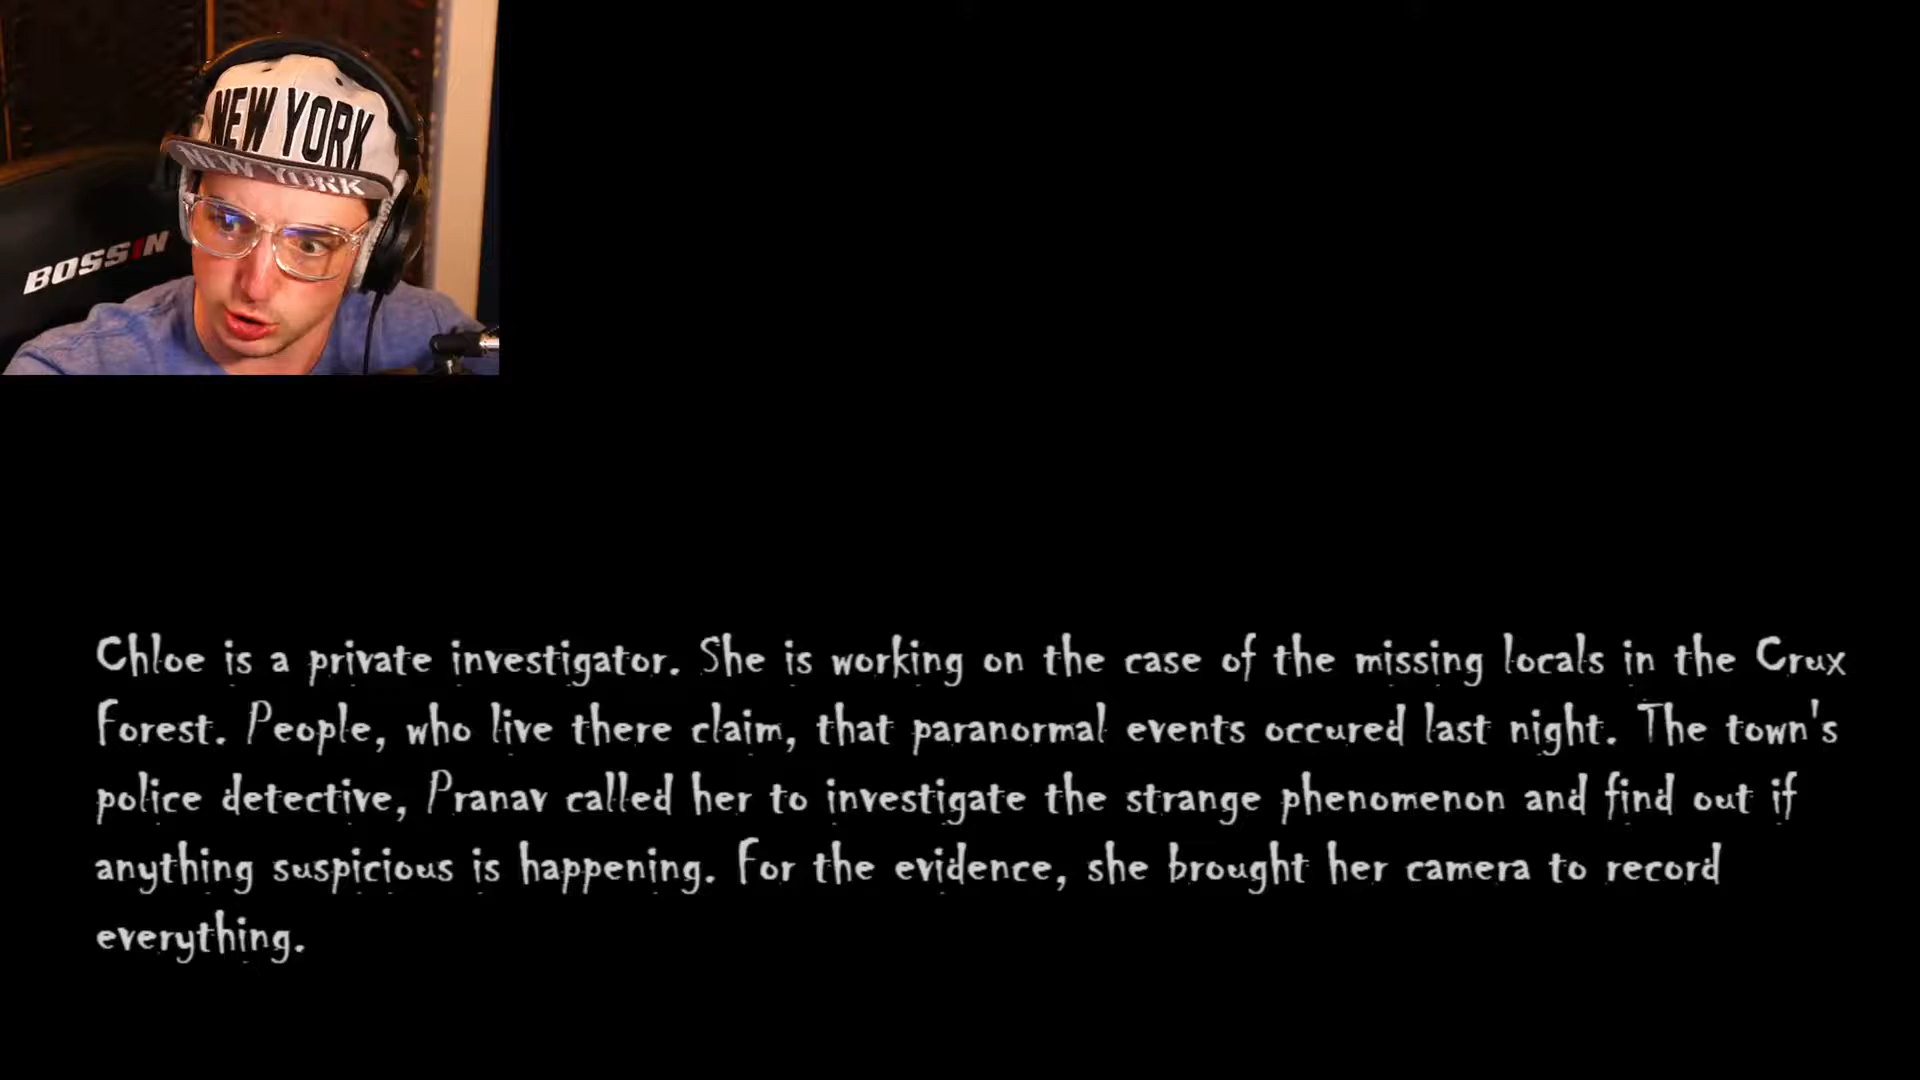 NEW YORK
NEW YORK
BOSSIN
Chloe is a private investigator. She is working on the case of the missing locals in the Crux
Forest. People, who live there claim, that paranormal events occured last night. The town's
police detective, Pranav called her to investigate the strange phenomenon and find out if
anything suspicious is happening. For the evidence, she brought her camera to record
everything.